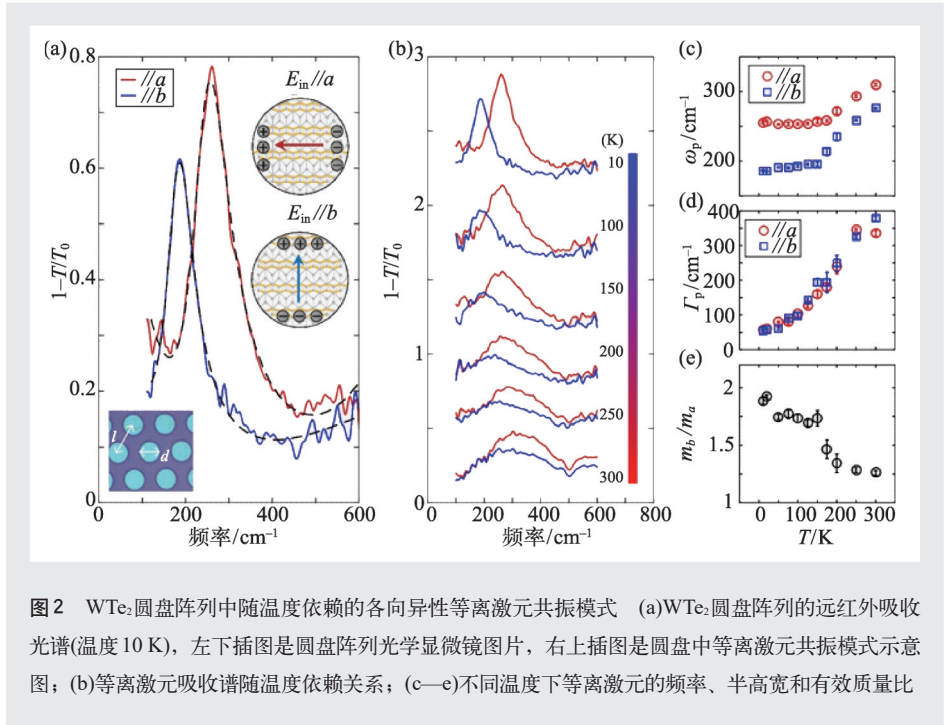 (a)
0.8
0.6
0.4
0.2
0
1−T/T₀
//a
//b
E_in//a
E_in//b
l
d
0 200 400 600
频率/cm⁻¹
(b)
3
2
1
0
1−T/T₀
(K)
10
100
150
200
250
300
0 200 400 600 800
频率/cm⁻¹
(c)
300
200
ω_p/cm⁻¹
//a
//b
(d)
400
300
200
100
0
Γ_p/cm⁻¹
//a
//b
(e)
2
1.5
1
m_b/m_a
0 100 200 300
T/K
图2 WTe₂圆盘阵列中随温度依赖的各向异性等离激元共振模式 (a)WTe₂圆盘阵列的远红外吸收
光谱(温度10 K)，左下插图是圆盘阵列光学显微镜图片，右上插图是圆盘中等离激元共振模式示意
图；(b)等离激元吸收谱随温度依赖关系；(c—e)不同温度下等离激元的频率、半高宽和有效质量比